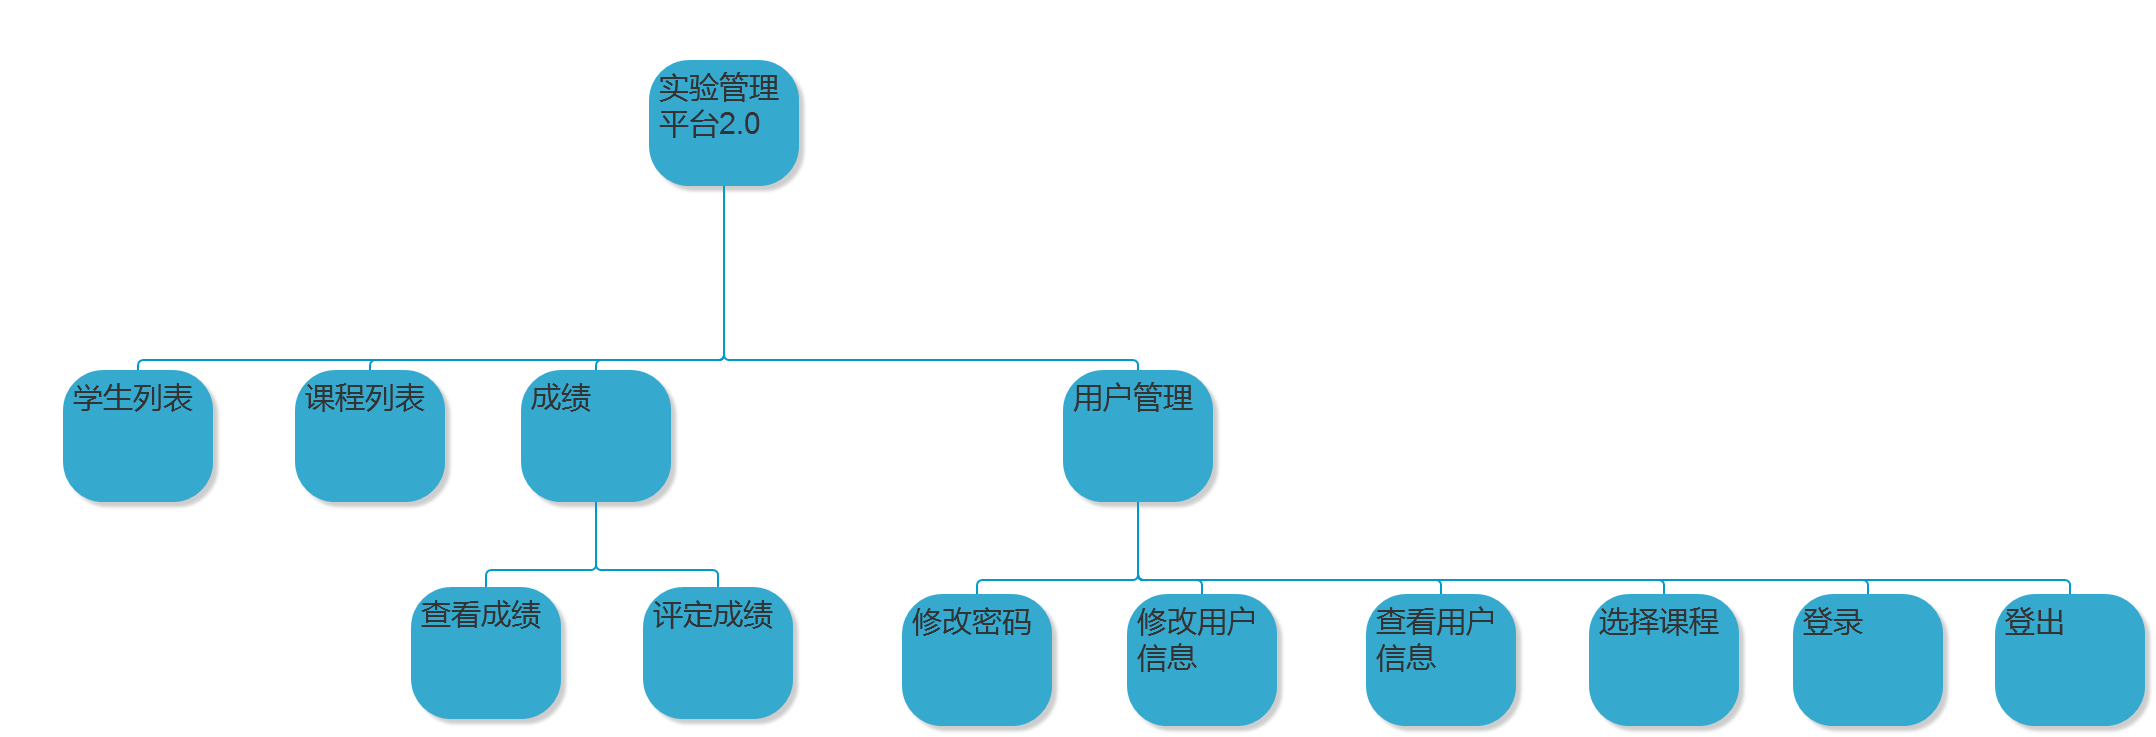 实验管理
平台2.0
学生列表
课程列表
成绩
用户管理
查看成绩
评定成绩
修改密码
修改用户
信息
查看用户
信息
选择课程
登录
登出